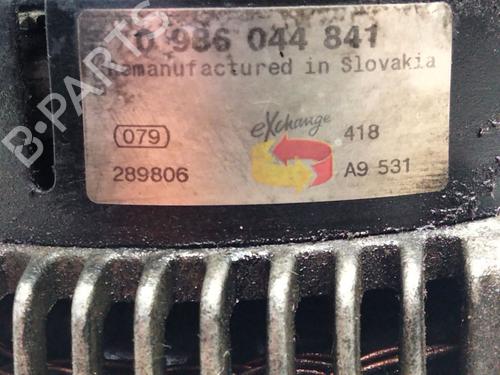 0 986 044 841
Remanufactured in Slovakia
079
eXchange
418
289806
A9 531
B-PARTS